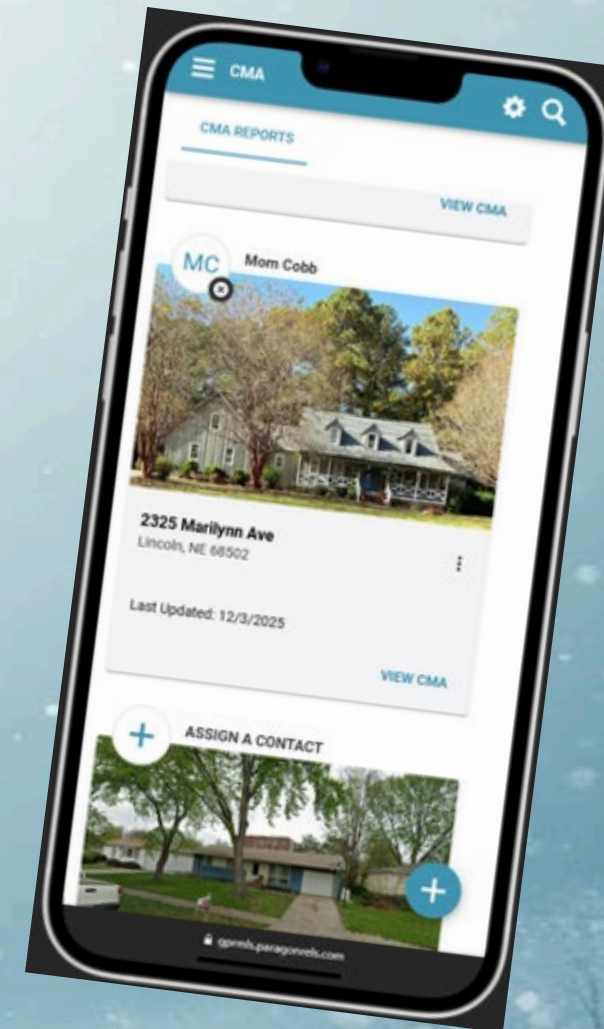 CMA
CMA REPORTS
VIEW CMA
MC
Mom Cobb
2325 Marilynn Ave
Lincoln, NE 68502
Last Updated: 12/3/2025
VIEW CMA
ASSIGN A CONTACT
gprmls.paragonrels.com